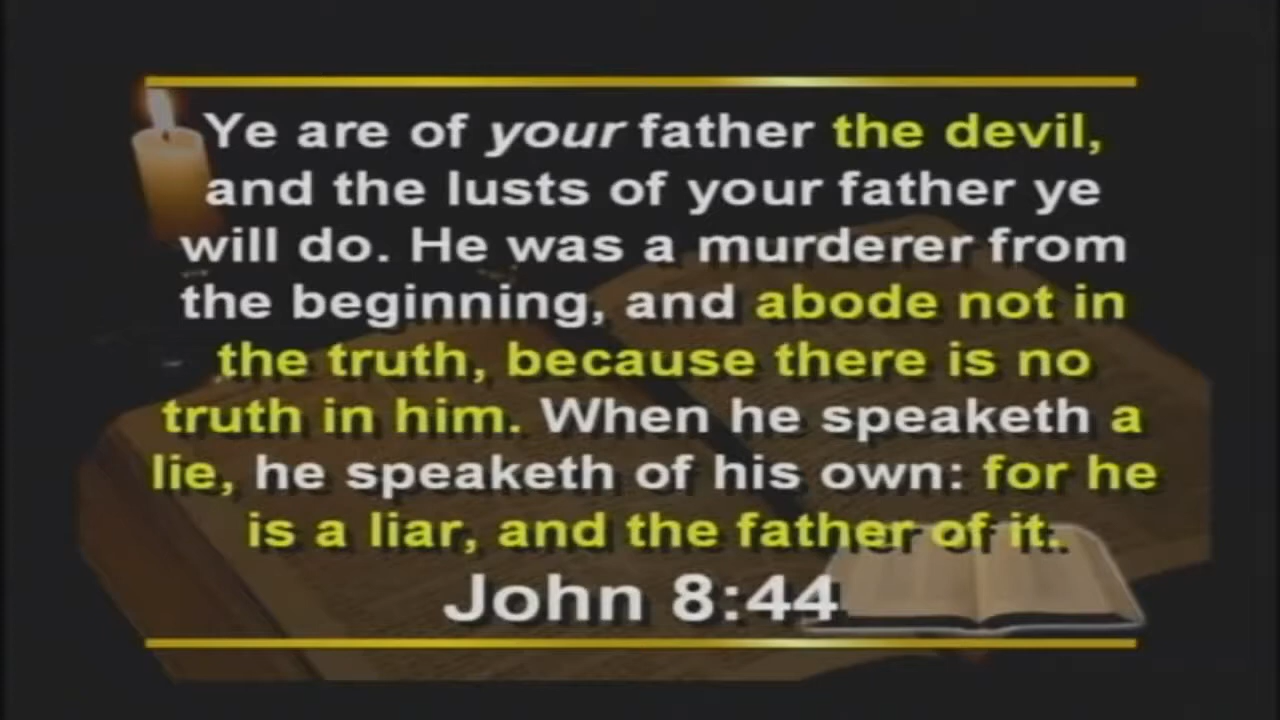 Ye are of your father the devil,
and the lusts of your father ye
will do. He was a murderer from
the beginning, and abode not in
the truth, because there is no
truth in him. When he speaketh a
lie, he speaketh of his own: for he
is a liar, and the father of it.
John 8:44